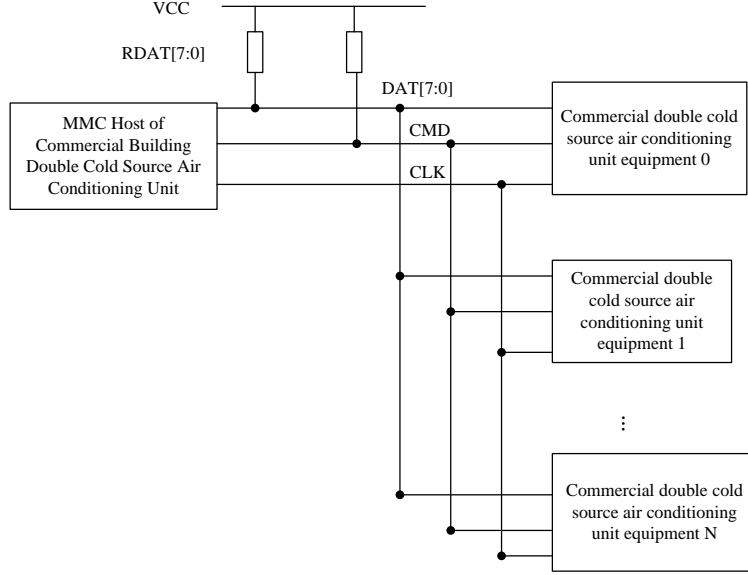 VCC
RDAT[7:0]
DAT[7:0]
MMC Host of
Commercial Building
Double Cold Source Air
Conditioning Unit
CMD
CLK
Commercial double cold
source air conditioning
unit equipment 0
Commercial double
cold source air
conditioning unit
equipment 1
...
Commercial double cold
source air conditioning
unit equipment N